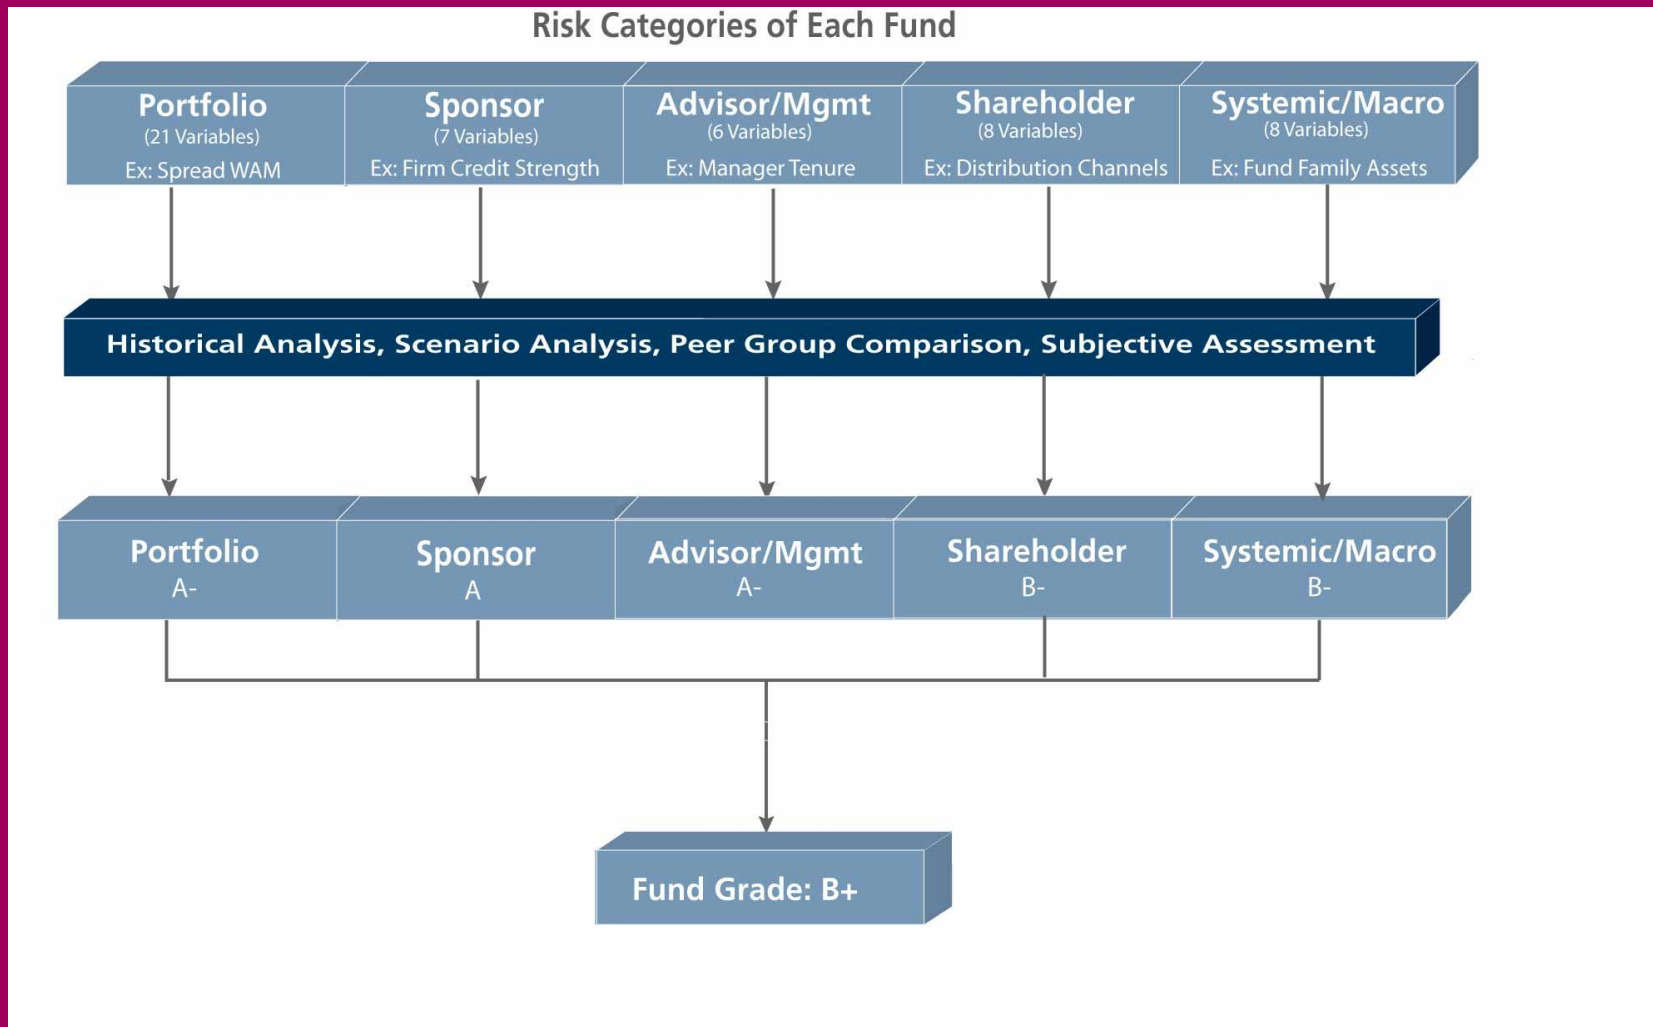 Risk Categories of Each Fund
Portfolio
(21 Variables)
Ex: Spread WAM
Sponsor
(7 Variables)
Ex: Firm Credit Strength
Advisor/Mgmt
(6 Variables)
Ex: Manager Tenure
Shareholder
(8 Variables)
Ex: Distribution Channels
Systemic/Macro
(8 Variables)
Ex: Fund Family Assets
Historical Analysis, Scenario Analysis, Peer Group Comparison, Subjective Assessment
Portfolio
A-
Sponsor
A
Advisor/Mgmt
A-
Shareholder
B-
Systemic/Macro
B-
Fund Grade: B+